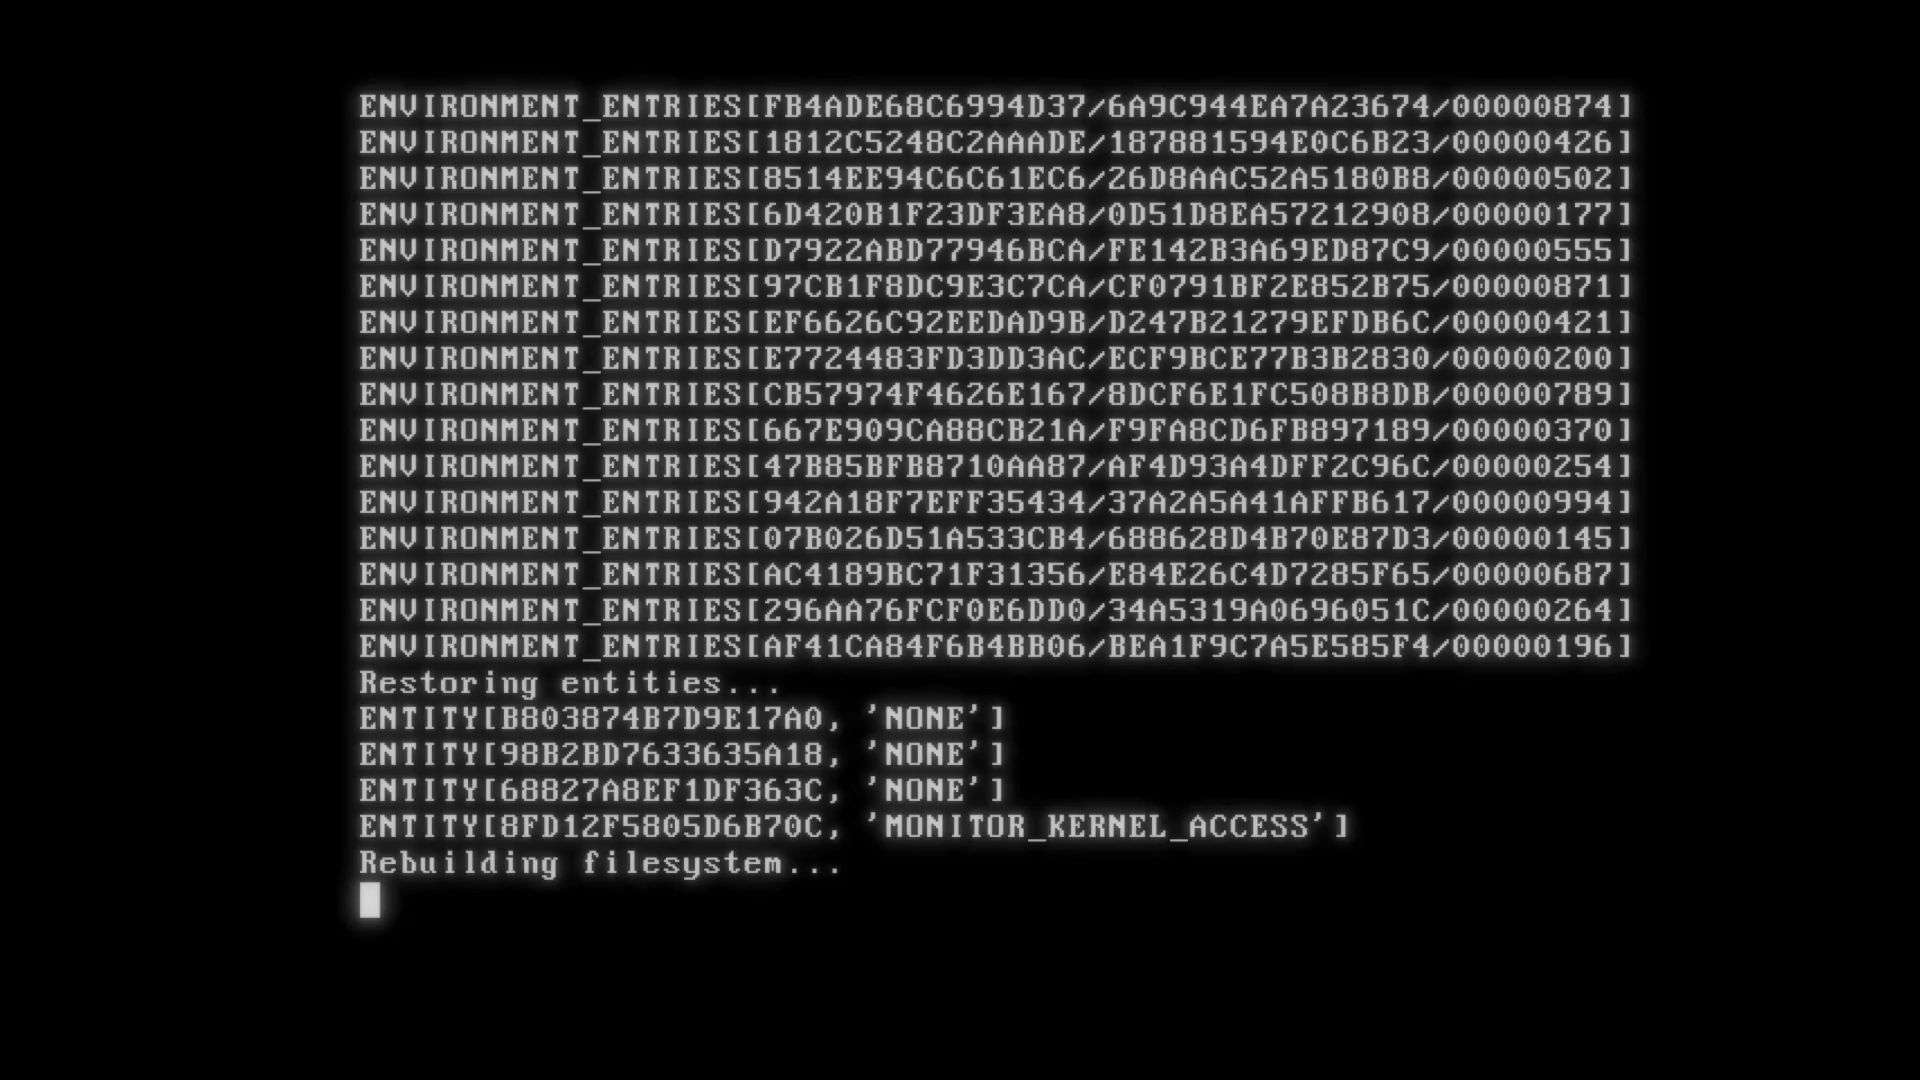 ENVIRONMENT_ENTRIES[FB4ADE68C6994D37/6A9C944EA7A23674/00000874]
ENVIRONMENT_ENTRIES[1812C5248C2AAADE/187881594E0C6B23/00000426]
ENVIRONMENT_ENTRIES[8514EE94C6C61EC6/26D8AAC52A5180B8/00000502]
ENVIRONMENT_ENTRIES[6D420B1F23DF3EA8/0D51D8EA57212908/00000177]
ENVIRONMENT_ENTRIES[D7922ABD77946BCA/FE142B3A69ED87C9/00000555]
ENVIRONMENT_ENTRIES[97CB1F8DC9E3C7CA/CF0791BF2E852B75/00000871]
ENVIRONMENT_ENTRIES[EF6626C92EEDAD9B/D247B21279EFDB6C/00000421]
ENVIRONMENT_ENTRIES[E7724483FD3DD3AC/ECF9BCE77B3B2830/00000200]
ENVIRONMENT_ENTRIES[CB57974F4626E167/8DCF6E1FC508B8DB/00000789]
ENVIRONMENT_ENTRIES[667E909CA88CB21A/F9FA8CD6FB897189/00000370]
ENVIRONMENT_ENTRIES[47B85BFB8710AA87/AF4D93A4DFF2C96C/00000254]
ENVIRONMENT_ENTRIES[942A18F7EFF35434/37A2A5A41AFFB617/00000994]
ENVIRONMENT_ENTRIES[07B026D51A533CB4/688628D4B70E87D3/00000145]
ENVIRONMENT_ENTRIES[AC4189BC71F31356/E84E26C4D7285F65/00000687]
ENVIRONMENT_ENTRIES[296AA76FCF0E6DD0/34A5319A0696051C/00000264]
ENVIRONMENT_ENTRIES[AF41CA84F6B4BB06/BEA1F9C7A5E585F4/00000196]
Restoring entities...
ENTITY[B803874B7D9E17A0, 'NONE']
ENTITY[98B2BD7633635A18, 'NONE']
ENTITY[68827A8EF1DF363C, 'NONE']
ENTITY[8FD12F5805D6B70C, 'MONITOR_KERNEL_ACCESS']
Rebuilding filesystem...